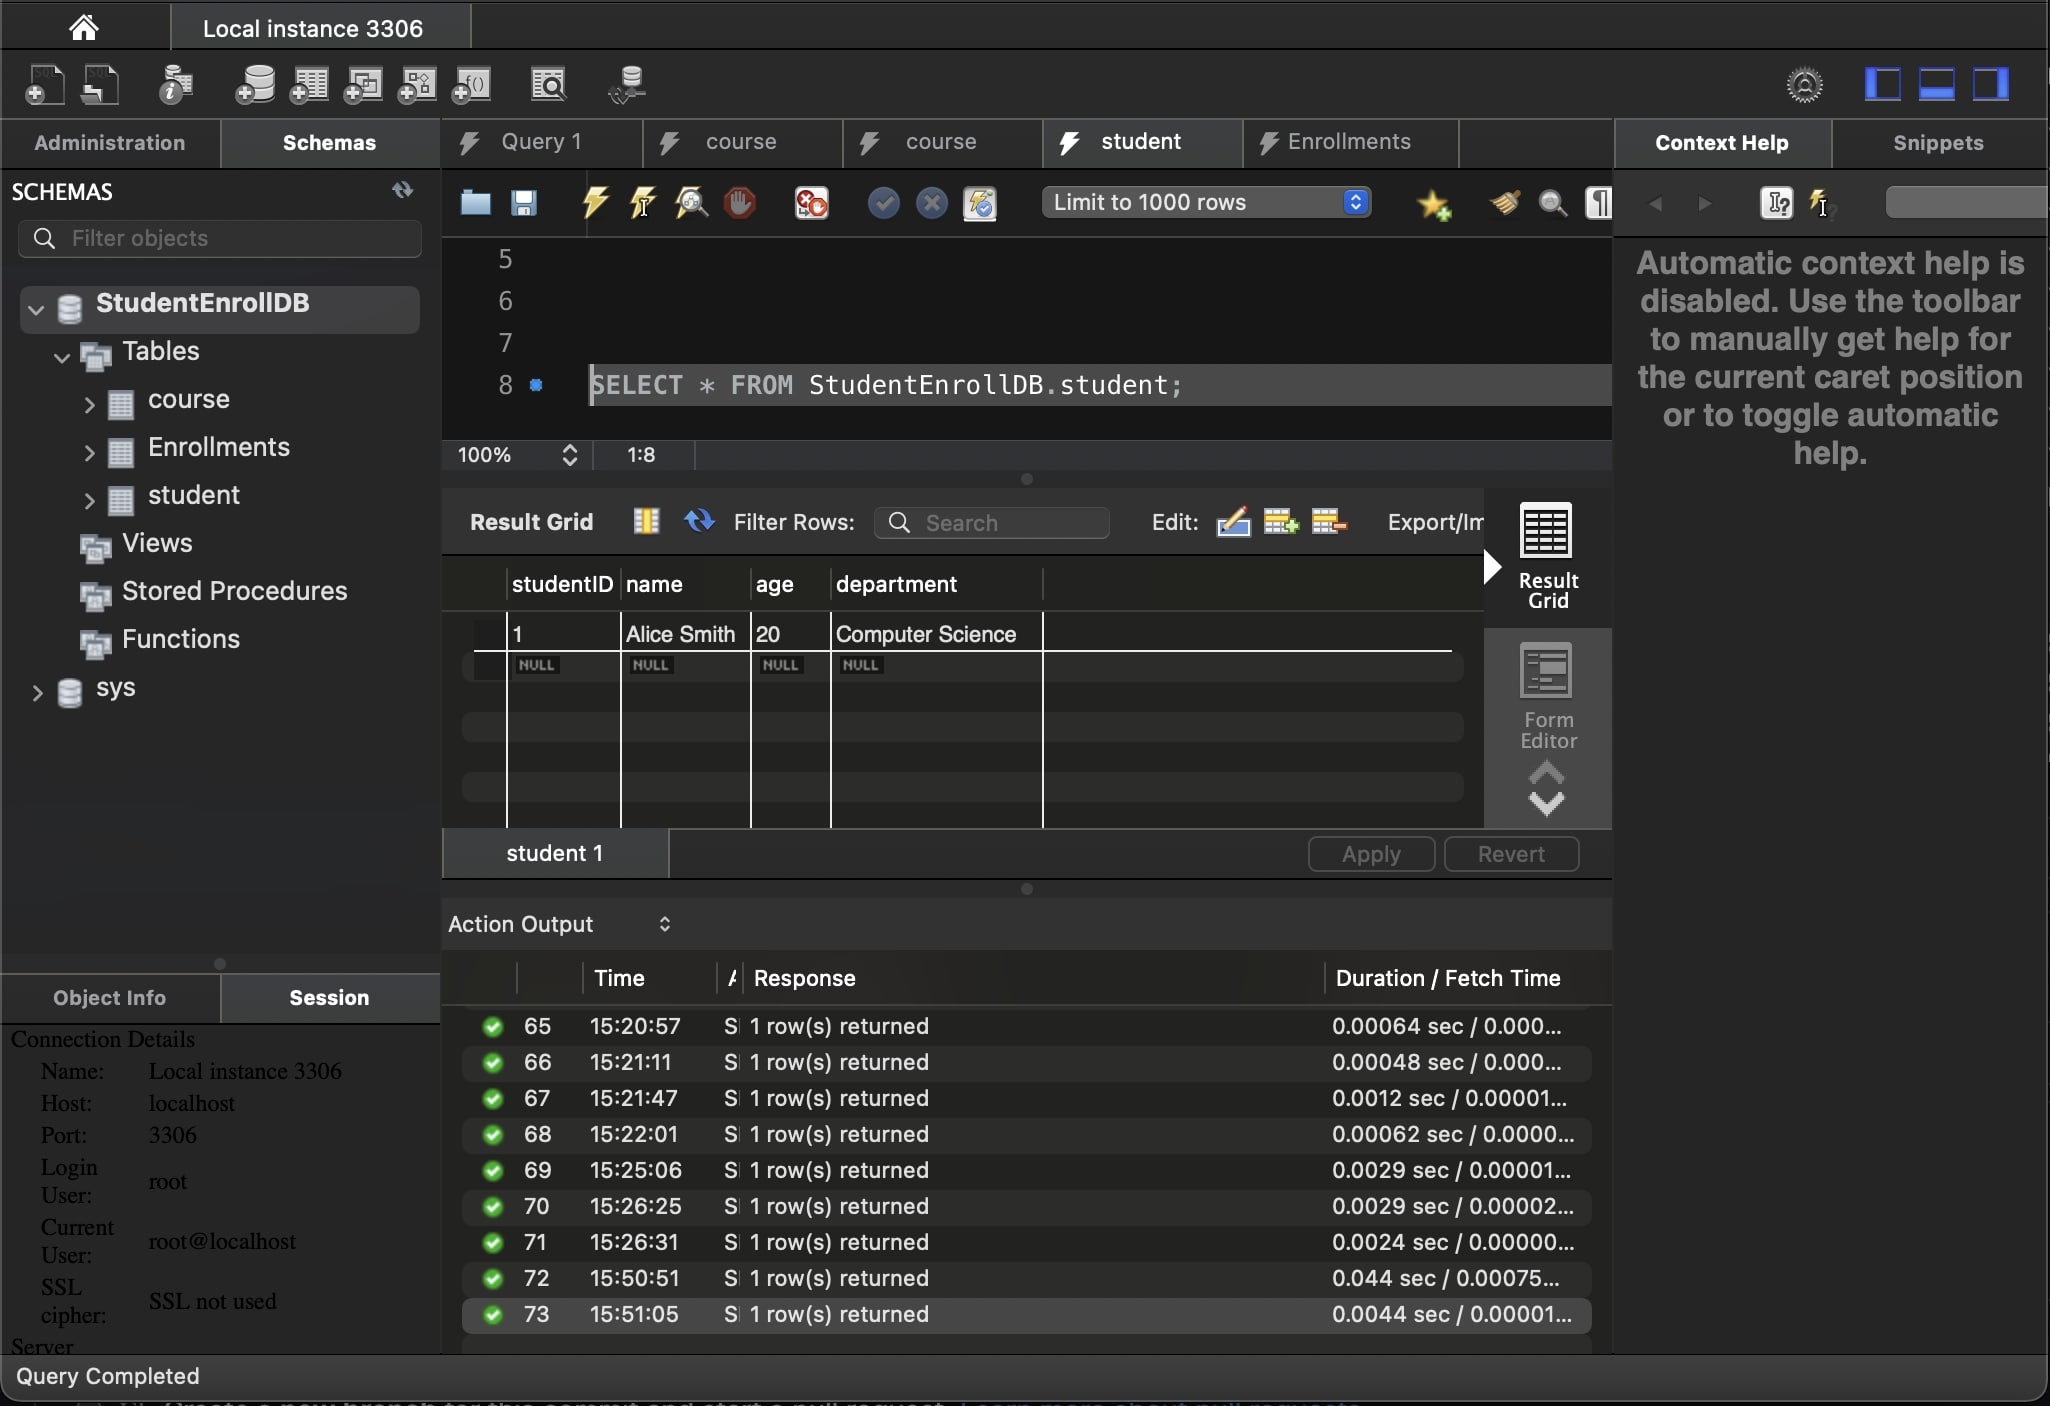 Local instance 3306
Administration
Schemas
Query 1
course
course
student
Enrollments
Context Help
Snippets
SCHEMAS
Filter objects
Limit to 1000 rows
StudentEnrollDB
Tables
course
Enrollments
student
Views
Stored Procedures
Functions
sys
5
6
7
8 SELECT * FROM StudentEnrollDB.student;
100%
1:8
Automatic context help is
disabled. Use the toolbar
to manually get help for
the current caret position
or to toggle automatic
help.
Result Grid
Filter Rows:
Search
Edit:
Export/Im
Result
Grid
Form
Editor
studentID name age department
1 Alice Smith 20 Computer Science
NULL NULL NULL NULL
student 1
Apply
Revert
Action Output
Time Response Duration / Fetch Time
65 15:20:57 S 1 row(s) returned 0.00064 sec / 0.000...
66 15:21:11 S 1 row(s) returned 0.00048 sec / 0.000...
67 15:21:47 S 1 row(s) returned 0.0012 sec / 0.00001...
68 15:22:01 S 1 row(s) returned 0.00062 sec / 0.0000...
69 15:25:06 S 1 row(s) returned 0.0029 sec / 0.00001...
70 15:26:25 S 1 row(s) returned 0.0029 sec / 0.00002...
71 15:26:31 S 1 row(s) returned 0.0024 sec / 0.00000...
72 15:50:51 S 1 row(s) returned 0.044 sec / 0.00075...
73 15:51:05 S 1 row(s) returned 0.0044 sec / 0.00001...
Object Info
Session
Connection Details
Name: Local instance 3306
Host: localhost
Port: 3306
Login
User: root
Current
User: root@localhost
SSL
cipher: SSL not used
Server
Query Completed